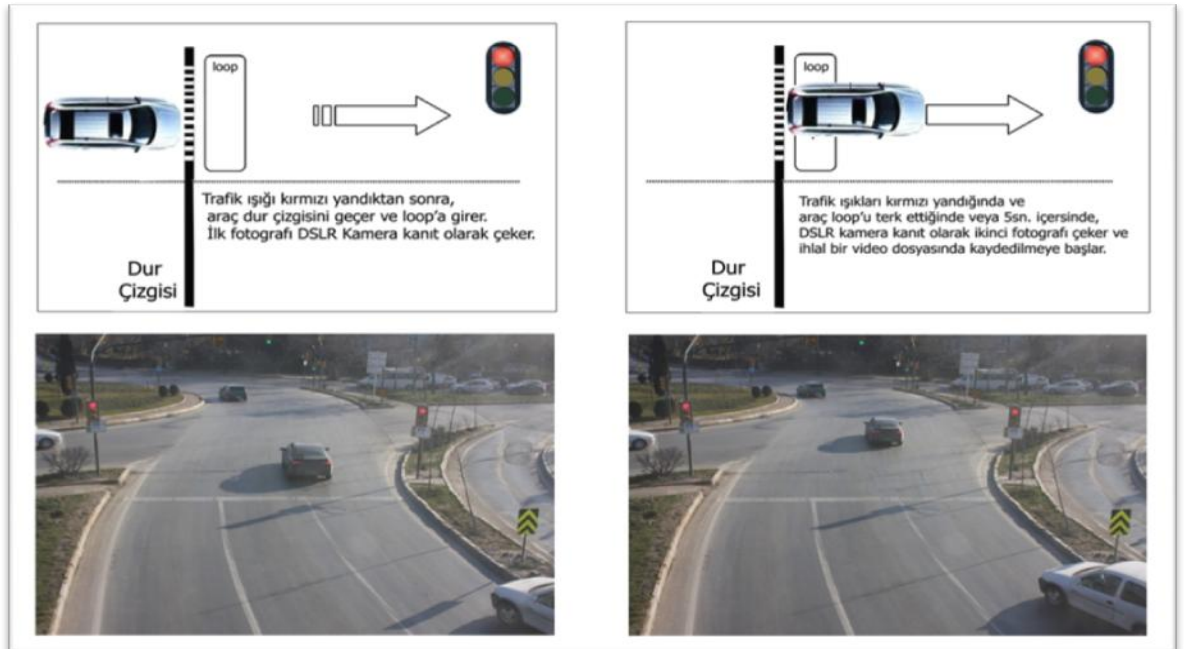 loop
Trafik ışığı kırmızı yandıktan sonra,
araç dur çizgisini geçer ve loop'a girer.
İlk fotografı DSLR Kamera kanıt olarak çeker.
Dur
Çizgisi
loop
Trafik ışıkları kırmızı yandığında ve
araç loop'u terk ettiğinde veya 5sn. içersinde,
DSLR kamera kanıt olarak ikinci fotografı çeker ve
ihlal bir video dosyasında kaydedilmeye başlar.
Dur
Çizgisi